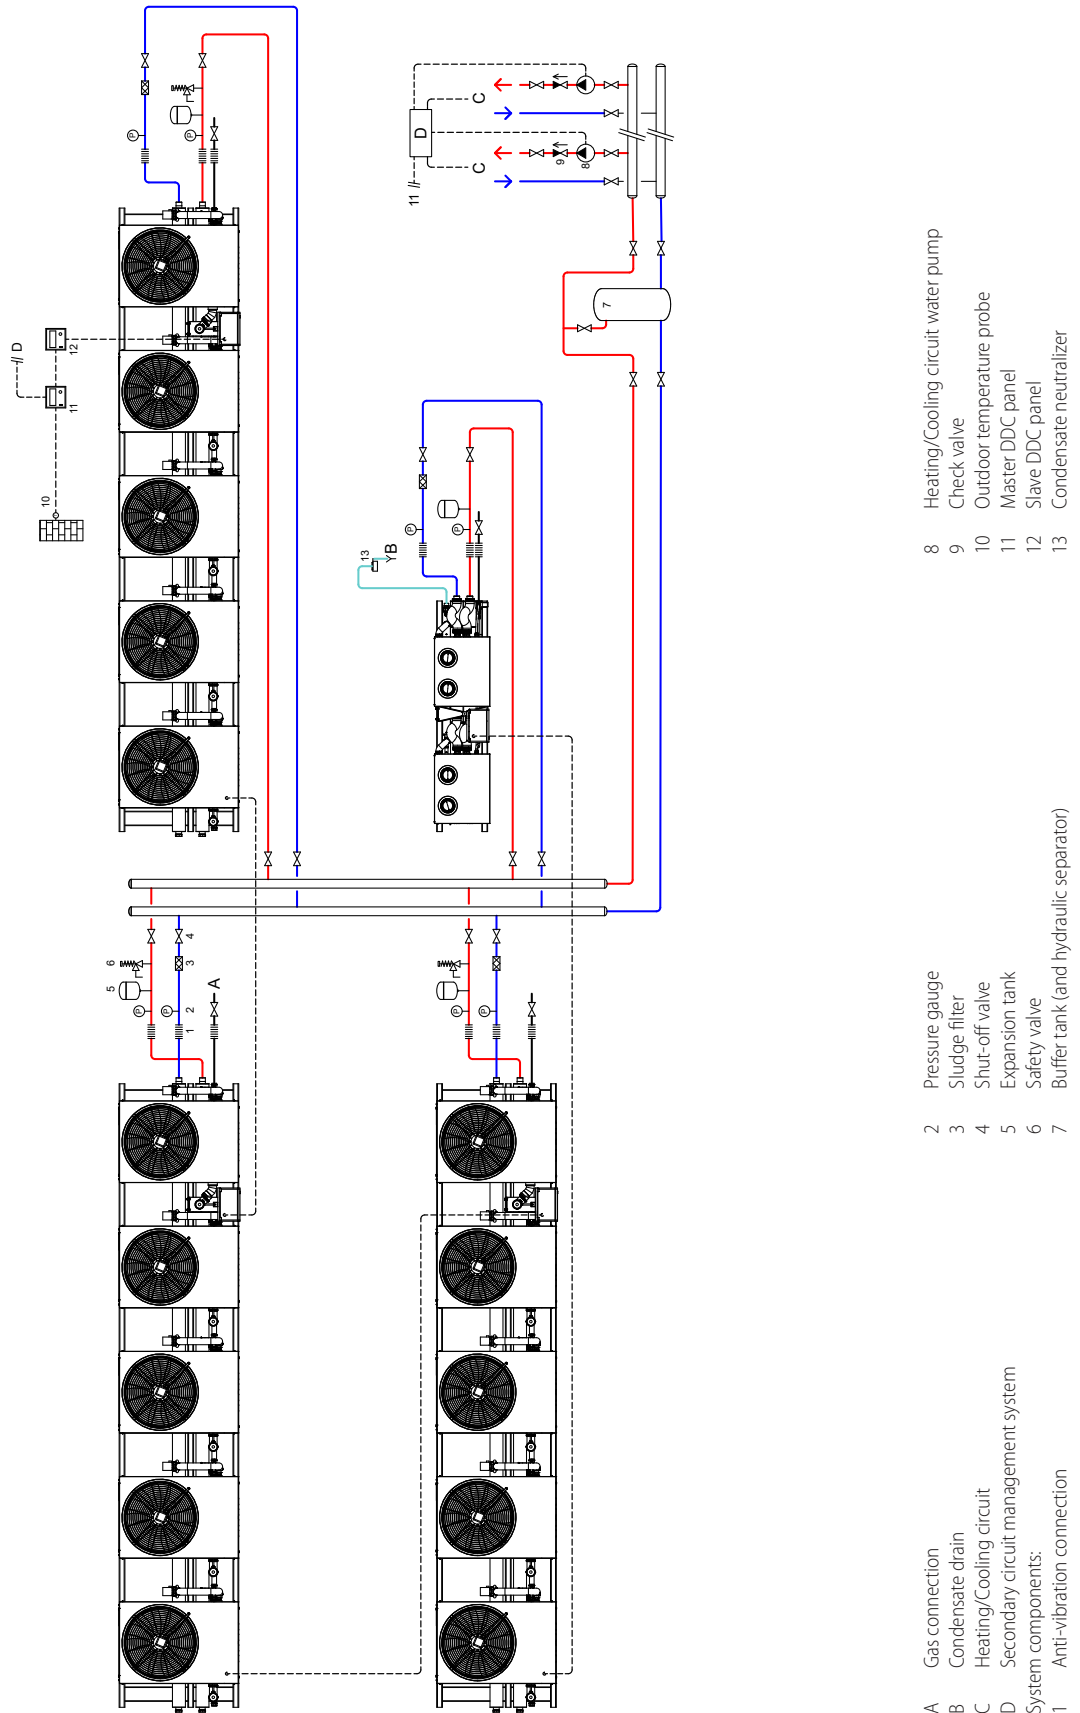 A Gas connection
B Condensate drain
C Heating/Cooling circuit
D Secondary circuit management system
System components:
1 Anti-vibration connection
2 Pressure gauge
3 Sludge filter
4 Shut-off valve
5 Expansion tank
6 Safety valve
7 Buffer tank (and hydraulic separator)
8 Heating/Cooling circuit water pump
9 Check valve
10 Outdoor temperature probe
11 Master DDC panel
12 Slave DDC panel
13 Condensate neutralizer
10
11
12
D
P
P
11
D
C
C
9
8
7
13
B
P
P
6
5
4
3
2
1
A
P
P
P
P